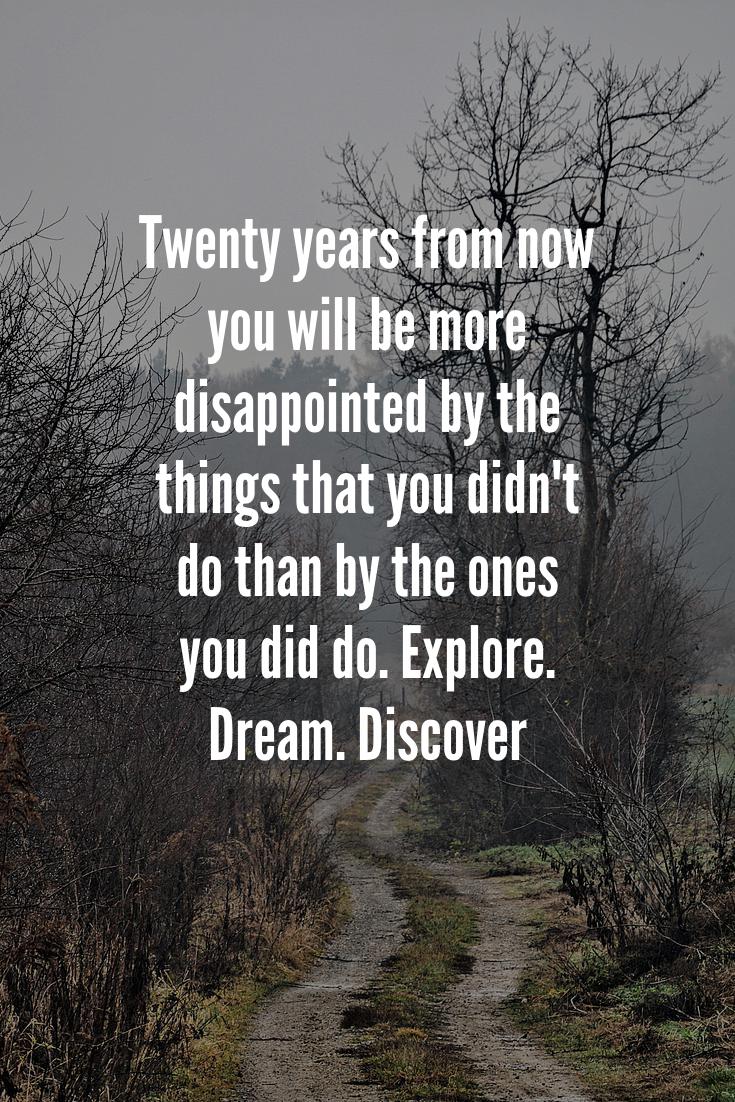 Twenty years from now
you will be more
disappointed by the
things that you didn't
do than by the ones
you did do. Explore.
Dream. Discover